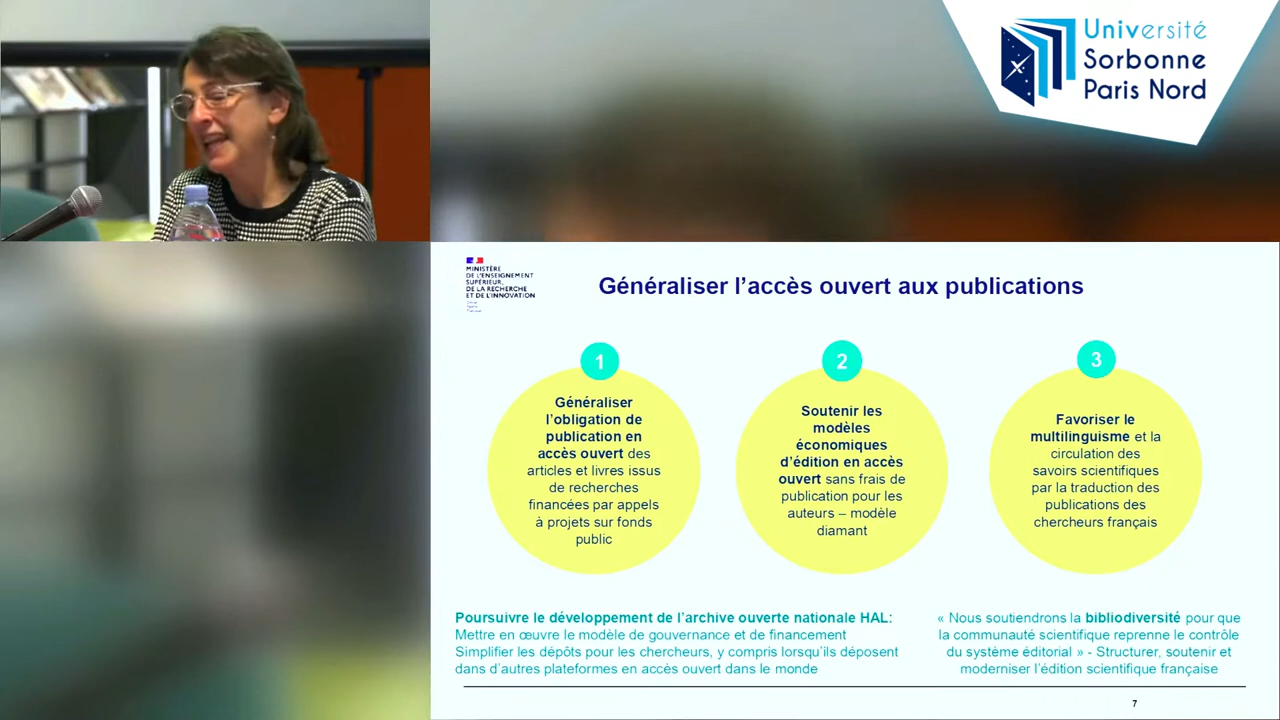 Université
Sorbonne
Paris Nord
MINISTÈRE
DE L'ENSEIGNEMENT
SUPÉRIEUR,
DE LA RECHERCHE
ET DE L'INNOVATION
Généraliser l'accès ouvert aux publications
1
Généraliser
l'obligation de
publication en
accès ouvert des
articles et livres issus
de recherches
financées par appels
à projets sur fonds
public
2
Soutenir les
modèles
économiques
d'édition en accès
ouvert sans frais de
publication pour les
auteurs – modèle
diamant
3
Favoriser le
multilinguisme et la
circulation des
savoirs scientifiques
par la traduction des
publications des
chercheurs français
Poursuivre le développement de l'archive ouverte nationale HAL:
Mettre en œuvre le modèle de gouvernance et de financement
Simplifier les dépôts pour les chercheurs, y compris lorsqu'ils déposent
dans d'autres plateformes en accès ouvert dans le monde
« Nous soutiendrons la bibliodiversité pour que
la communauté scientifique reprenne le contrôle
du système éditorial » - Structurer, soutenir et
moderniser l'édition scientifique française
7